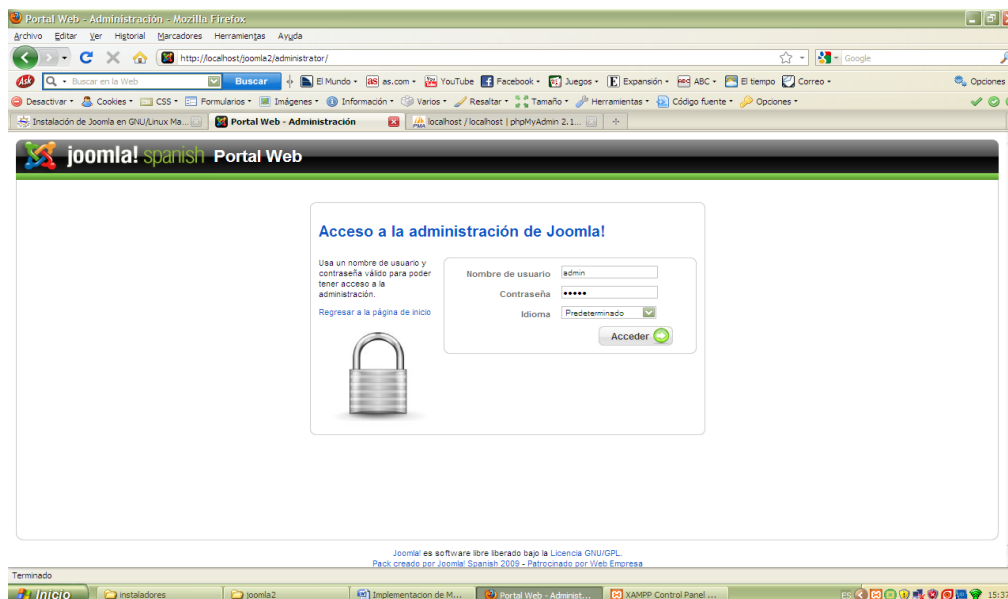 Portal Web - Administración - Mozilla Firefox
Archivo Editar Ver Historial Marcadores Herramientas Ayuda
http://localhost/joomla2/administrator/ Google
Ask Buscar en la Web Buscar El Mundo as as.com You Tube YouTube Facebook Juegos E Expansión ABC ABC El tiempo Correo Opciones
Desactivar Cookies CSS Formularios Imágenes Información Varios Resaltar Tamaño Herramientas Código fuente Opciones
Instalación de Joomla en GNU/Linux Ma... Portal Web - Administración localhost / localhost | phpMyAdmin 2.1...
joomla! spanish Portal Web
Acceso a la administración de Joomla!
Usa un nombre de usuario y
contraseña válido para poder
tener acceso a la
administración.
Regresar a la página de inicio
Nombre de usuario admin
Contraseña •••••
Idioma Predeterminado
Acceder
Joomla! es software libre liberado bajo la Licencia GNU/GPL.
Pack creado por Joomla! Spanish 2009 - Patrocinado por Web Empresa
Terminado
Inicio instaladores joomla2 Implementacion de M... Portal Web - Administ... XAMPP Control Panel ... ES